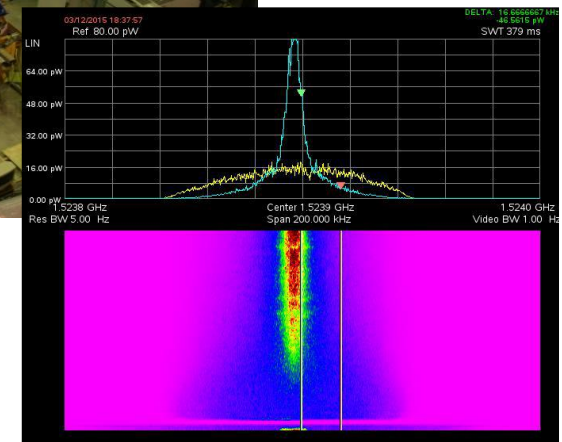 DELTA: 16.6666667 kHz
03/12/2015 18:37:57
-46.5615 pW
Ref 80.00 pW
SWT 379 ms
LIN
64.00 pW
48.00 pW
32.00 pW
16.00 pW
0.00 pW
1.5238 GHz
Center 1.5239 GHz
1.5240 GHz
Res BW 5.00 Hz
Span 200.000 kHz
Video BW 1.00 Hz